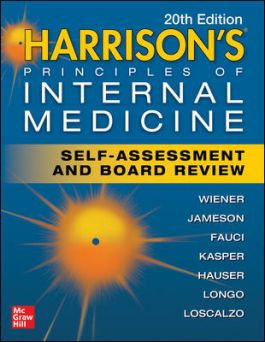 20th Edition
HARRISON'S®
PRINCIPLES OF
INTERNAL
MEDICINE
SELF-ASSESSMENT
AND BOARD REVIEW
WIENER
JAMESON
FAUCI
KASPER
HAUSER
LONGO
LOSCALZO
Mc
Graw
Hill